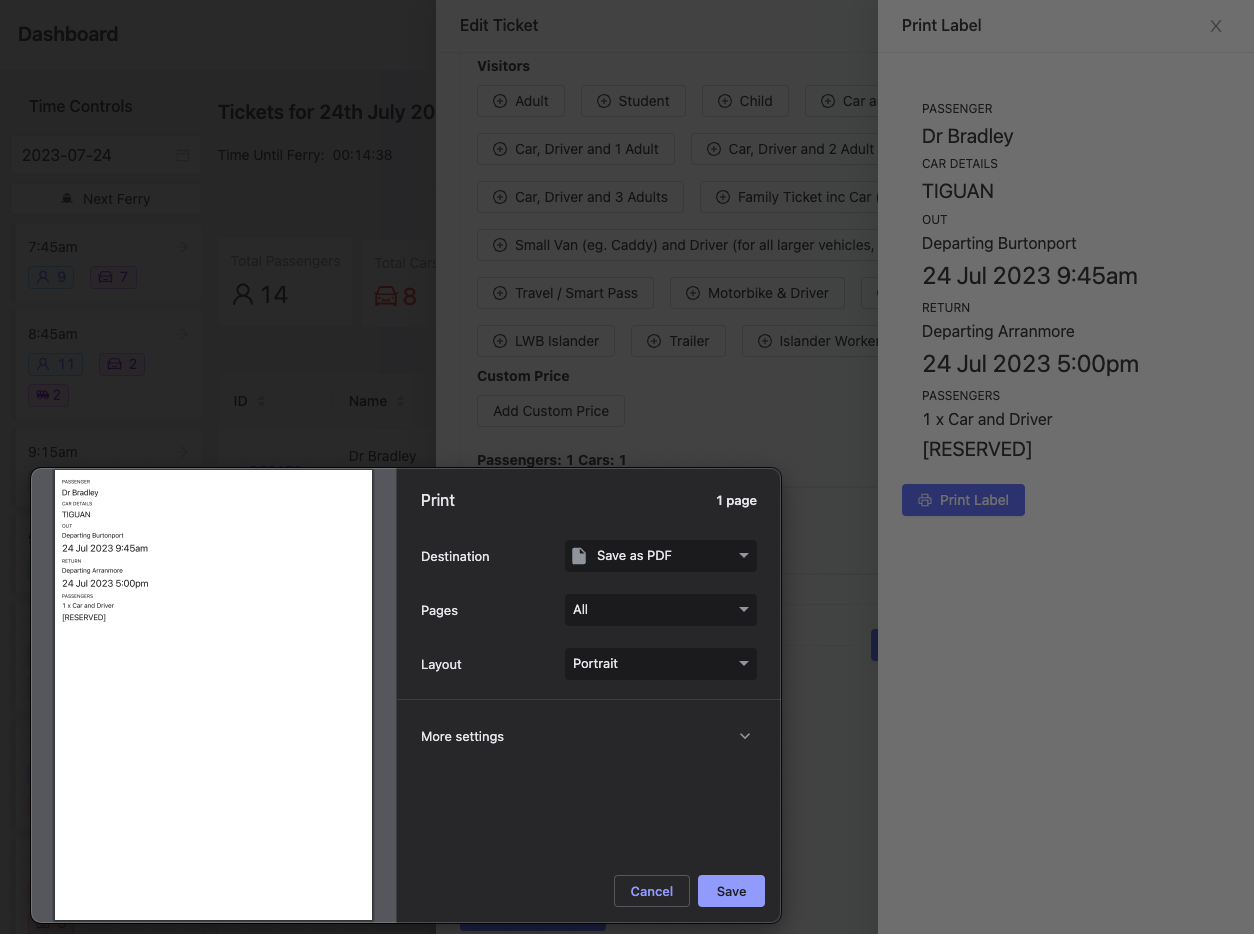 Dashboard
Time Controls
2023-07-24
Next Ferry
7:45am
9
7
8:45am
11
2
2
9:15am
Tickets for 24th July 20
Time Until Ferry: 00:14:38
Total Passengers
14
Total Cars
8
ID
Name
Dr Bradley
Edit Ticket
Visitors
Adult
Student
Child
Car a
Car, Driver and 1 Adult
Car, Driver and 2 Adult
Car, Driver and 3 Adults
Family Ticket inc Car
Small Van (eg. Caddy) and Driver (for all larger vehicles,
Travel / Smart Pass
Motorbike & Driver
LWB Islander
Trailer
Islander Worker
Custom Price
Add Custom Price
Passengers: 1 Cars: 1
Print Label
PASSENGER
Dr Bradley
CAR DETAILS
TIGUAN
OUT
Departing Burtonport
24 Jul 2023 9:45am
RETURN
Departing Arranmore
24 Jul 2023 5:00pm
PASSENGERS
1 x Car and Driver
[RESERVED]
Print Label
PASSENGER
Dr Bradley
CAR DETAILS
TIGUAN
OUT
Departing Burtonport
24 Jul 2023 9:45am
RETURN
Departing Arranmore
24 Jul 2023 5:00pm
PASSENGERS
1 x Car and Driver
[RESERVED]
Print
1 page
Destination
Save as PDF
Pages
All
Layout
Portrait
More settings
Cancel
Save